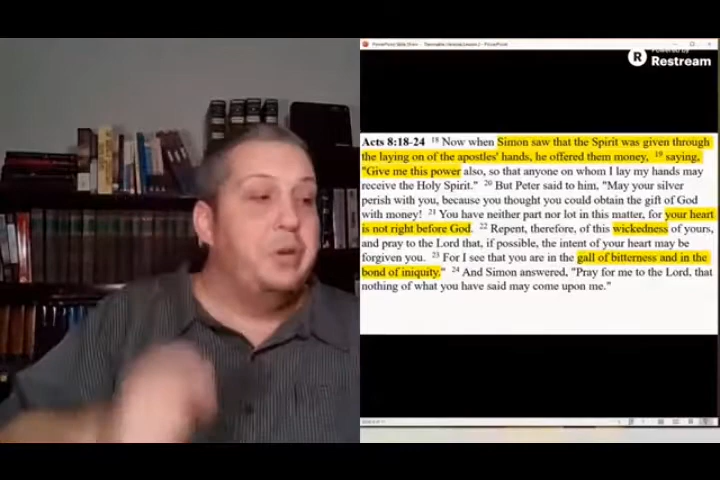 Powered by
Restream
Acts 8:18-24 18 Now when Simon saw that the Spirit was given through
the laying on of the apostles' hands, he offered them money, 19 saying,
"Give me this power also, so that anyone on whom I lay my hands may
receive the Holy Spirit." 20 But Peter said to him, "May your silver
perish with you, because you thought you could obtain the gift of God
with money! 21 You have neither part nor lot in this matter, for your heart
is not right before God. 22 Repent, therefore, of this wickedness of yours,
and pray to the Lord that, if possible, the intent of your heart may be
forgiven you. 23 For I see that you are in the gall of bitterness and in the
bond of iniquity." 24 And Simon answered, "Pray for me to the Lord, that
nothing of what you have said may come upon me."